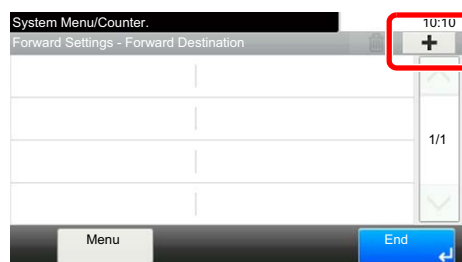 System Menu/Counter. 10:10
Forward Settings - Forward Destination
1/1
Menu End